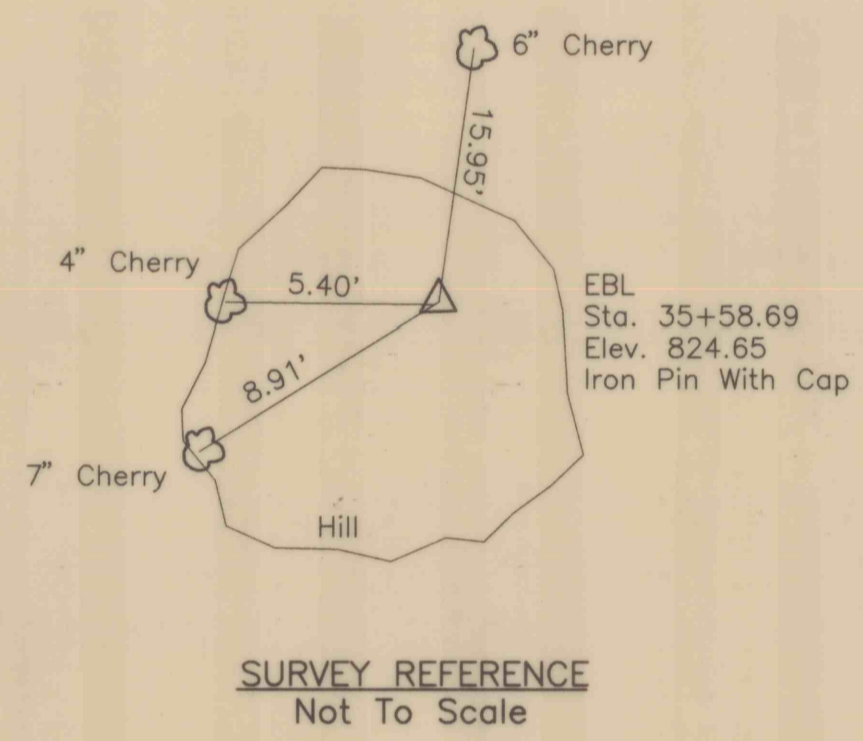 6” Cherry
15.95’
4” Cherry
5.40’
EBL
Sta. 35+58.69
Elev. 824.65
Iron Pin With Cap
8.91’
7” Cherry
Hill
SURVEY REFERENCE
Not To Scale